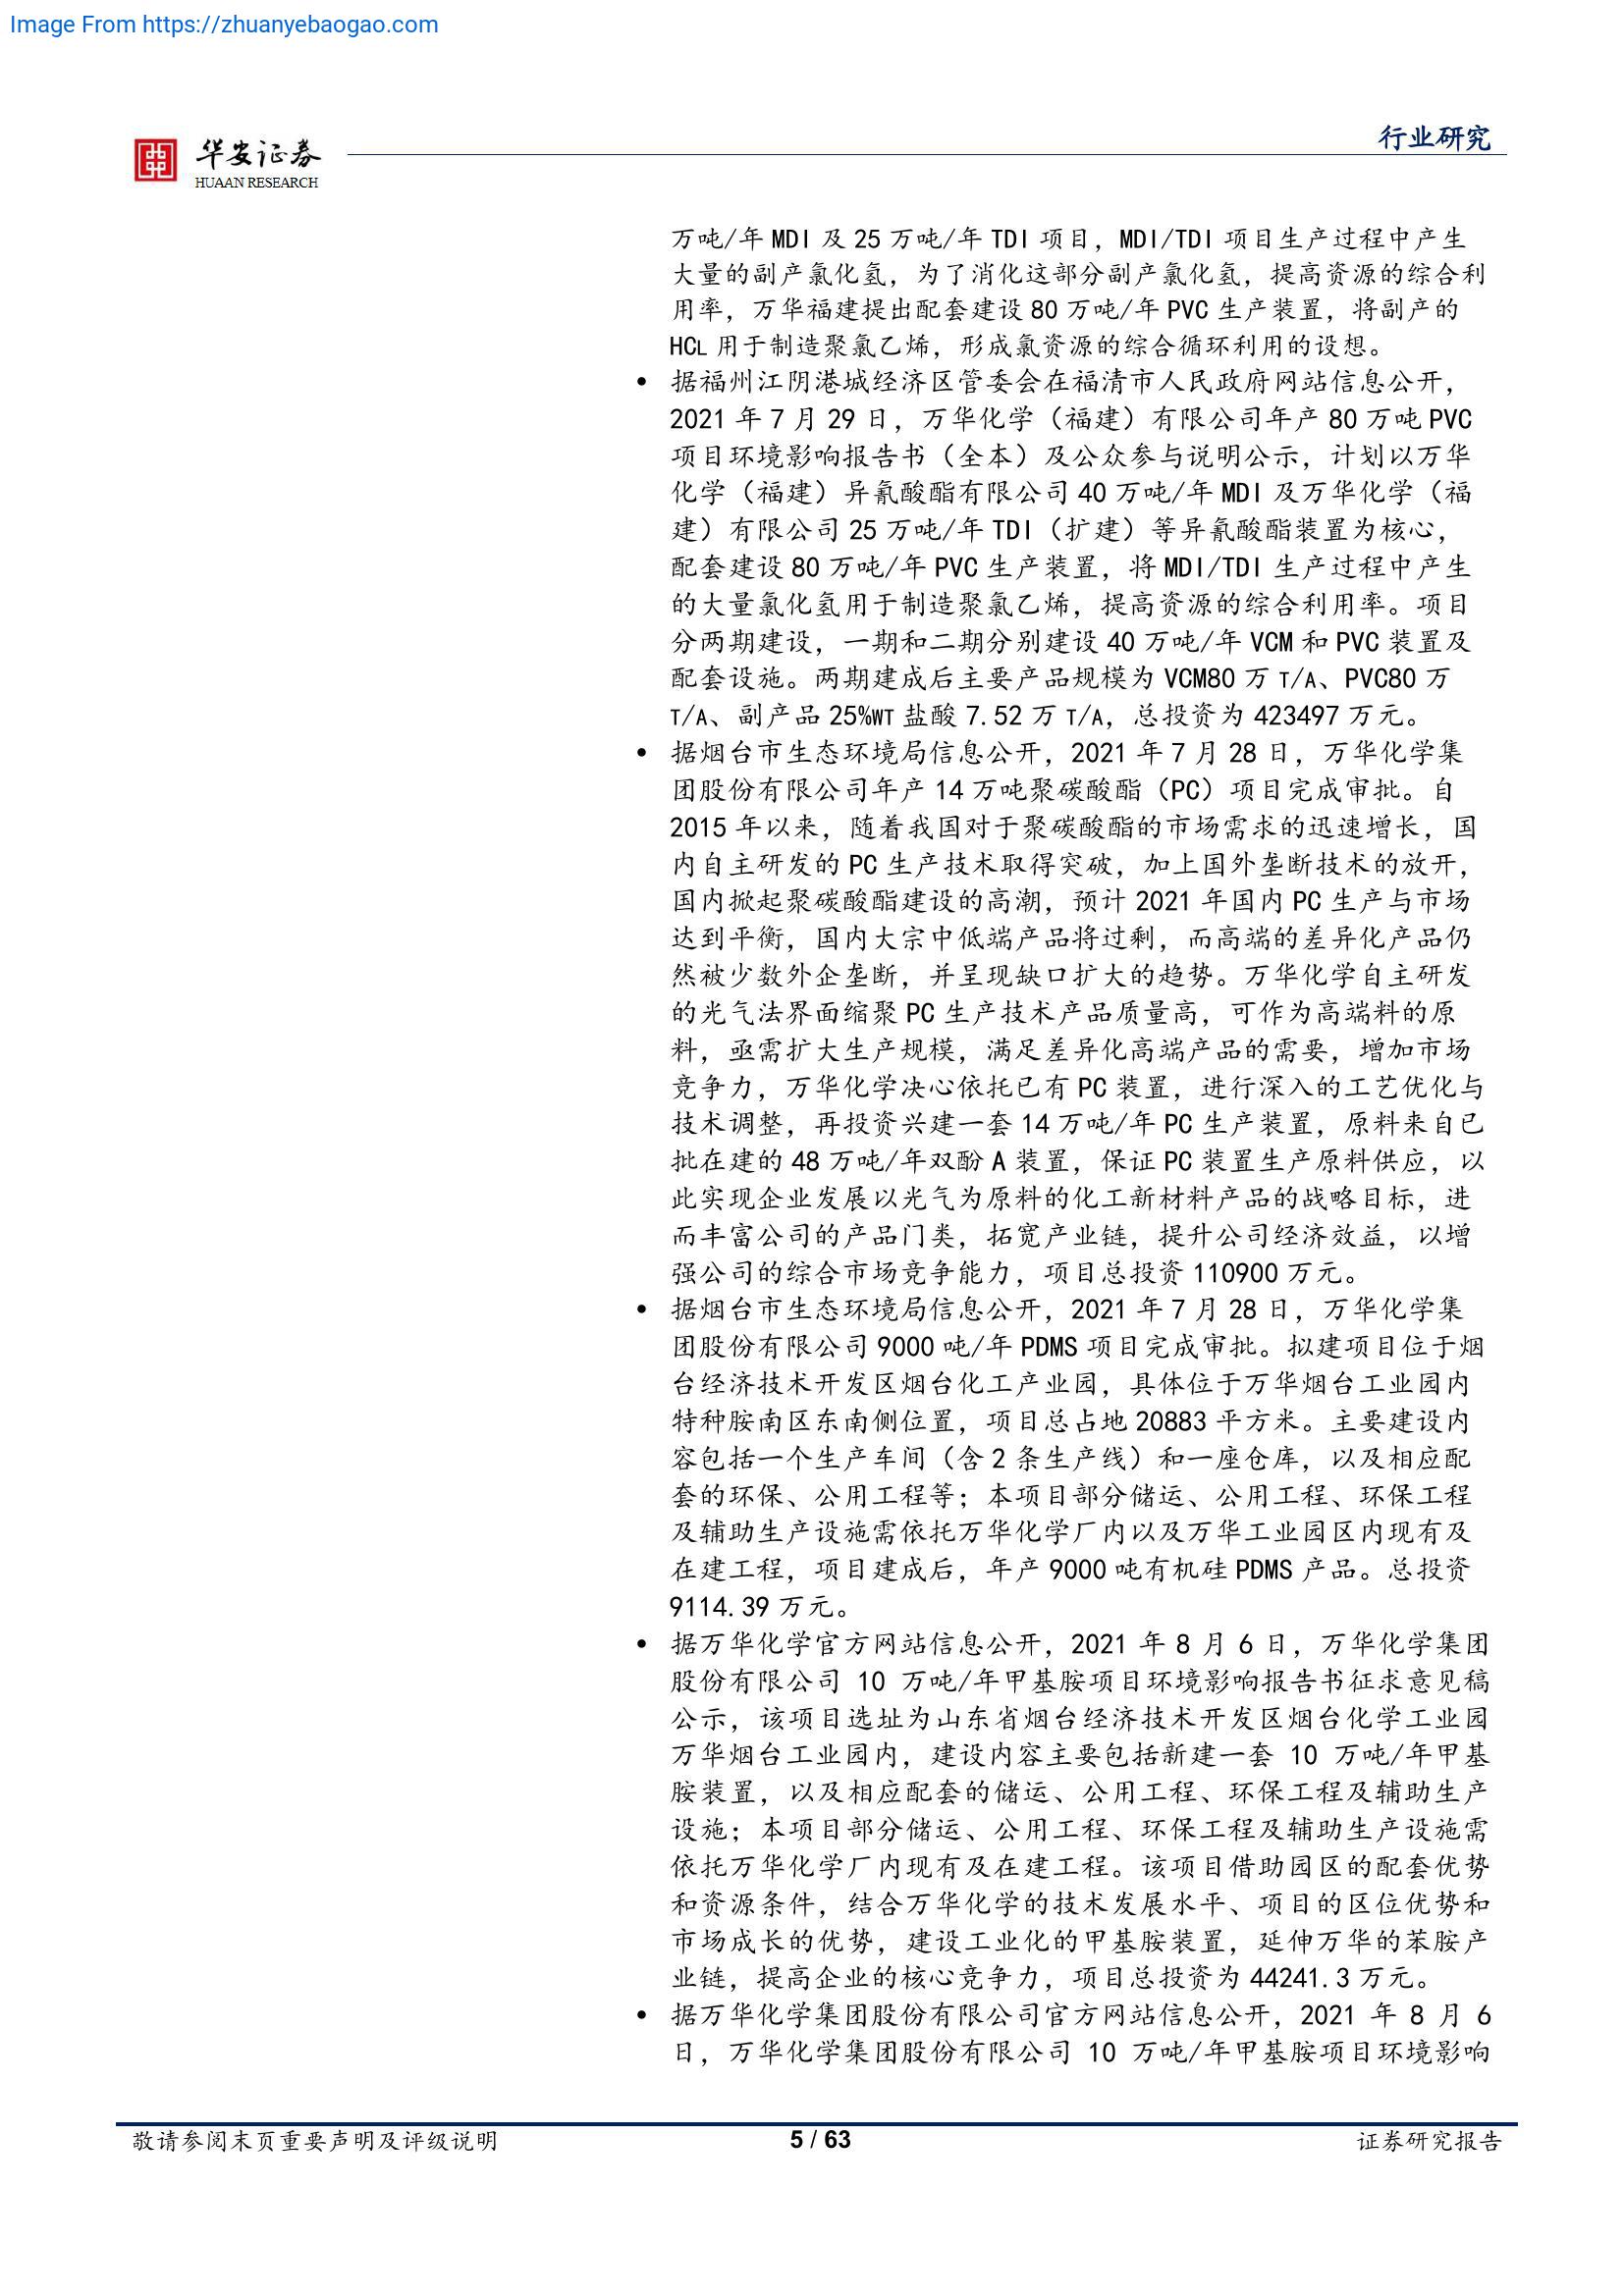 Image From https://zhuanyebaogao.com
行业研究
华安证券
HUAAN RESEARCH
万吨/年 MDI 及 25 万吨/年 TDI 项目，MDI/TDI 项目生产过程中产生
大量的副产氯化氢，为了消化这部分副产氯化氢，提高资源的综合利
用率，万华福建提出配套建设 80 万吨/年 PVC 生产装置，将副产的
HCL 用于制造聚氯乙烯，形成氯资源的综合循环利用的设想。
• 据福州江阴港城经济区管委会在福清市人民政府网站信息公开，
2021 年 7 月 29 日，万华化学（福建）有限公司年产 80 万吨 PVC
项目环境影响报告书（全本）及公众参与说明公示，计划以万华
化学（福建）异氰酸酯有限公司 40 万吨/年 MDI 及万华化学（福
建）有限公司 25 万吨/年 TDI（扩建）等异氰酸酯装置为核心，
配套建设 80 万吨/年 PVC 生产装置，将 MDI/TDI 生产过程中产生
的大量氯化氢用于制造聚氯乙烯，提高资源的综合利用率。项目
分两期建设，一期和二期分别建设 40 万吨/年 VCM 和 PVC 装置及
配套设施。两期建成后主要产品规模为 VCM80 万 T/A、PVC80 万
T/A、副产品 25%WT 盐酸 7.52 万 T/A，总投资为 423497 万元。
• 据烟台市生态环境局信息公开，2021 年 7 月 28 日，万华化学集
团股份有限公司年产 14 万吨聚碳酸酯（PC）项目完成审批。自
2015 年以来，随着我国对于聚碳酸酯的市场需求的迅速增长，国
内自主研发的 PC 生产技术取得突破，加上国外垄断技术的放开，
国内掀起聚碳酸酯建设的高潮，预计 2021 年国内 PC 生产与市场
达到平衡，国内大宗中低端产品将过剩，而高端的差异化产品仍
然被少数外企垄断，并呈现缺口扩大的趋势。万华化学自主研发
的光气法界面缩聚 PC 生产技术产品质量高，可作为高端料的原
料，亟需扩大生产规模，满足差异化高端产品的需要，增加市场
竞争力，万华化学决心依托已有 PC 装置，进行深入的工艺优化与
技术调整，再投资兴建一套 14 万吨/年 PC 生产装置，原料来自已
批在建的 48 万吨/年双酚 A 装置，保证 PC 装置生产原料供应，以
此实现企业发展以光气为原料的化工新材料产品的战略目标，进
而丰富公司的产品门类，拓宽产业链，提升公司经济效益，以增
强公司的综合市场竞争能力，项目总投资 110900 万元。
• 据烟台市生态环境局信息公开，2021 年 7 月 28 日，万华化学集
团股份有限公司 9000 吨/年 PDMS 项目完成审批。拟建项目位于烟
台经济技术开发区烟台化工产业园，具体位于万华烟台工业园内
特种胺南区东南侧位置，项目总占地 20883 平方米。主要建设内
容包括一个生产车间（含 2 条生产线）和一座仓库，以及相应配
套的环保、公用工程等；本项目部分储运、公用工程、环保工程
及辅助生产设施需依托万华化学厂内以及万华工业园区内现有及
在建工程，项目建成后，年产 9000 吨有机硅 PDMS 产品。总投资
9114.39 万元。
• 据万华化学官方网站信息公开，2021 年 8 月 6 日，万华化学集团
股份有限公司 10 万吨/年甲基胺项目环境影响报告书征求意见稿
公示，该项目选址为山东省烟台经济技术开发区烟台化学工业园
万华烟台工业园内，建设内容主要包括新建一套 10 万吨/年甲基
胺装置，以及相应配套的储运、公用工程、环保工程及辅助生产
设施；本项目部分储运、公用工程、环保工程及辅助生产设施需
依托万华化学厂内现有及在建工程。该项目借助园区的配套优势
和资源条件，结合万华化学的技术发展水平、项目的区位优势和
市场成长的优势，建设工业化的甲基胺装置，延伸万华的苯胺产
业链，提高企业的核心竞争力，项目总投资为 44241.3 万元。
• 据万华化学集团股份有限公司官方网站信息公开，2021 年 8 月 6
日，万华化学集团股份有限公司 10 万吨/年甲基胺项目环境影响
敬请参阅末页重要声明及评级说明
5 / 63
证券研究报告